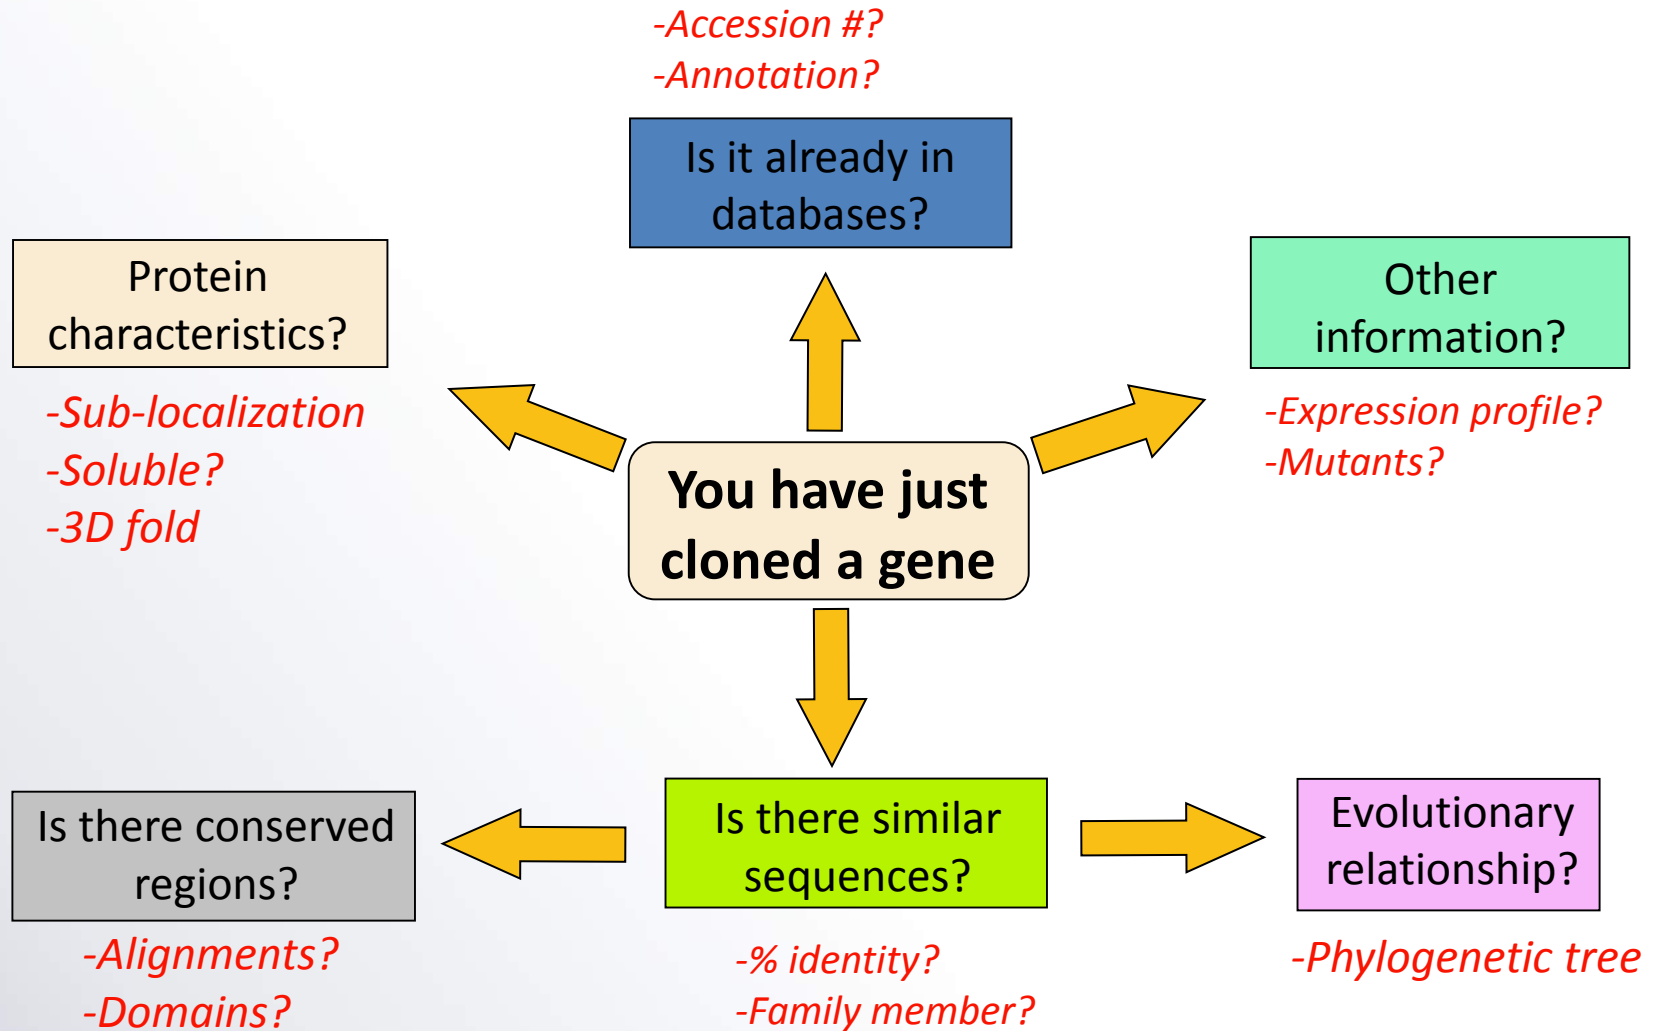 -Accession #?
-Annotation?
Is it already in
databases?
Protein
characteristics?
-Sub-localization
-Soluble?
-3D fold
Other
information?
-Expression profile?
-Mutants?
You have just
cloned a gene
Is there conserved
regions?
-Alignments?
-Domains?
Is there similar
sequences?
-% identity?
-Family member?
Evolutionary
relationship?
-Phylogenetic tree